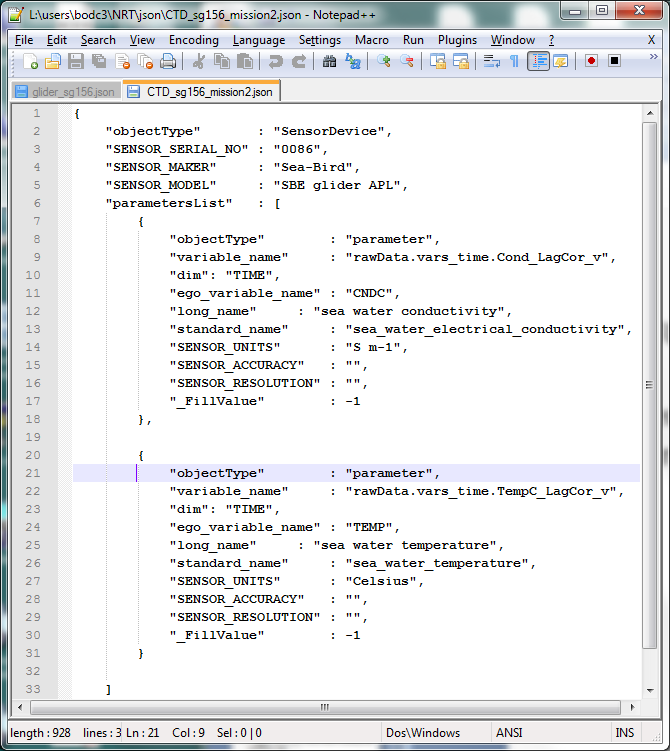 L:\users\bodc3\NRT\json\CTD_sg156_mission2.json - Notepad++
File Edit Search View Encoding Language Settings Macro Run Plugins Window ? X
glider_sg156.json CTD_sg156_mission2.json
1 {
2 "objectType" : "SensorDevice",
3 "SENSOR_SERIAL_NO" : "0086",
4 "SENSOR_MAKER" : "Sea-Bird",
5 "SENSOR_MODEL" : "SBE glider APL",
6 "parametersList" : [
7 {
8 "objectType" : "parameter",
9 "variable_name" : "rawData.vars_time.Cond_LagCor_v",
10 "dim": "TIME",
11 "ego_variable_name" : "CNDC",
12 "long_name" : "sea water conductivity",
13 "standard_name" : "sea_water_electrical_conductivity",
14 "SENSOR_UNITS" : "S m-1",
15 "SENSOR_ACCURACY" : "",
16 "SENSOR_RESOLUTION" : "",
17 "_FillValue" : -1
18 },
19
20 {
21 "objectType" : "parameter",
22 "variable_name" : "rawData.vars_time.TempC_LagCor_v",
23 "dim": "TIME",
24 "ego_variable_name" : "TEMP",
25 "long_name" : "sea water temperature",
26 "standard_name" : "sea_water_temperature",
27 "SENSOR_UNITS" : "Celsius",
28 "SENSOR_ACCURACY" : "",
29 "SENSOR_RESOLUTION" : "",
30 "_FillValue" : -1
31 }
32
33 ]
length : 928 lines : 3 Ln : 21 Col : 9 Sel : 0 | 0 Dos\Windows ANSI INS